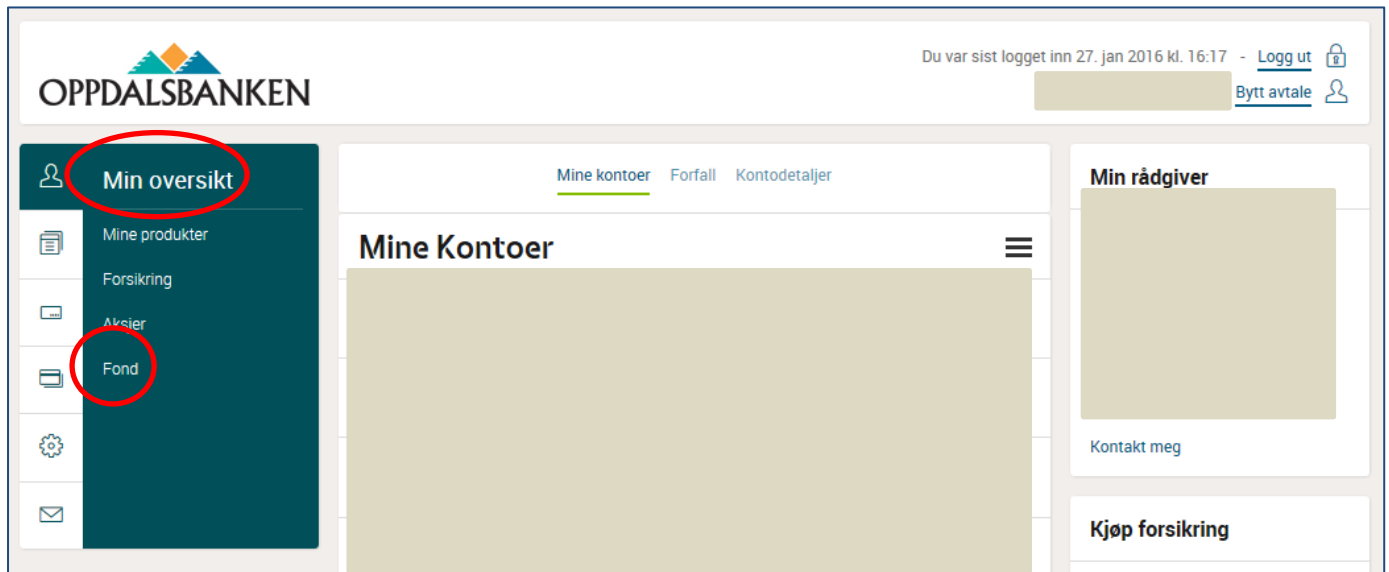 OPPDALSBANKEN
Du var sist logget inn 27. jan 2016 kl. 16:17 - Logg ut
Bytt avtale
Min oversikt
Mine produkter
Forsikring
Aksjer
Fond
Mine kontoer Forfall Kontodetaljer
Mine Kontoer
Min rådgiver
Kontakt meg
Kjøp forsikring